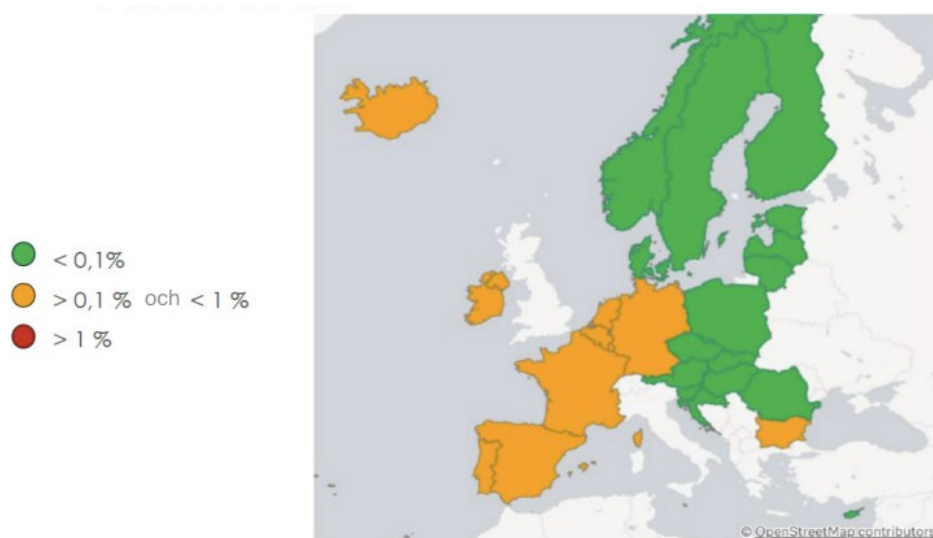 < 0,1%
> 0,1 % och < 1 %
> 1 %
© OpenStreetMap contributors